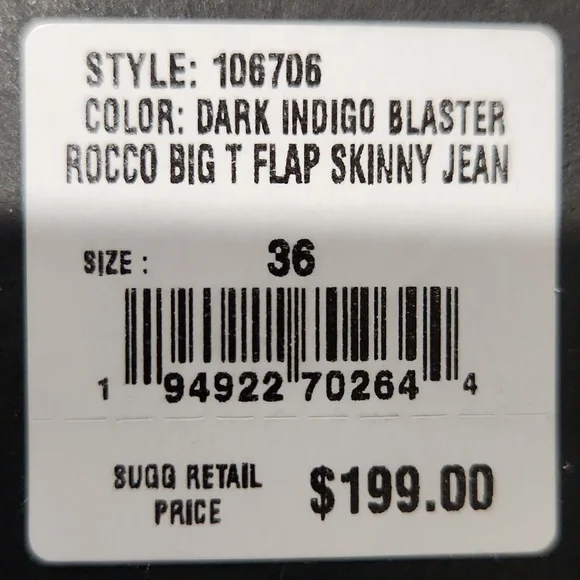 STYLE: 106706
COLOR: DARK INDIGO BLASTER
ROCCO BIG T FLAP SKINNY JEAN
SIZE : 36
1 94922 70264 4
SUGG RETAIL
PRICE
$199.00